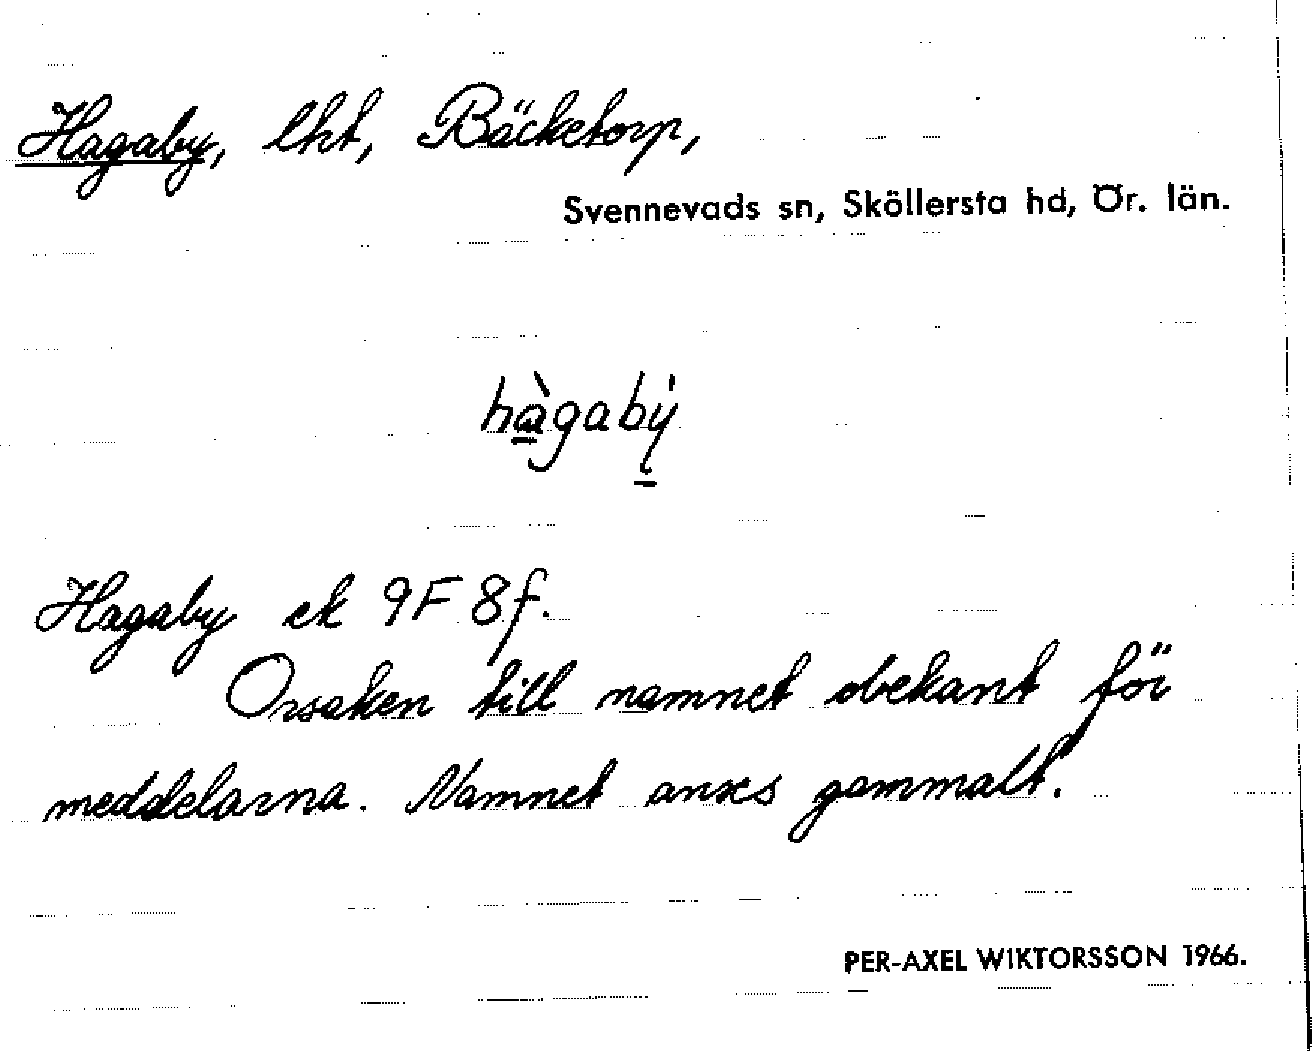 Hagaby, lht, Bäcketorp,
Svennevads sn, Sköllersta hd, Ör. län.
hàgabý
Hagaby ek 9F 8f.
Orsaken till namnet obekant för
meddelarna. Namnet anses gammalt.
PER-AXEL WIKTORSSON 1966.